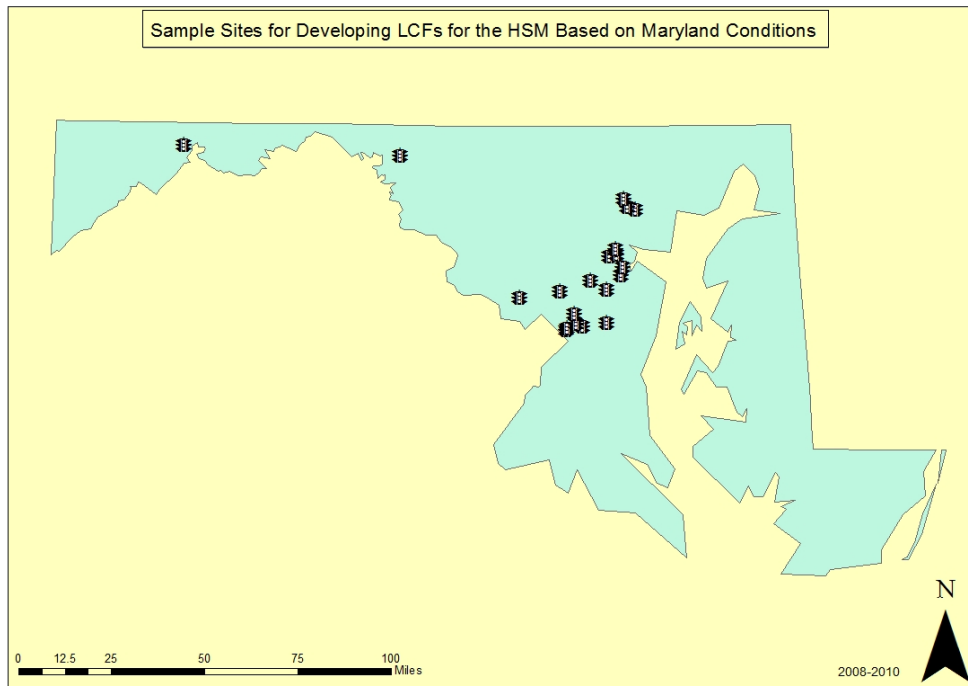 Sample Sites for Developing LCFs for the HSM Based on Maryland Conditions
N
0 12.5 25 50 75 100
Miles
2008-2010